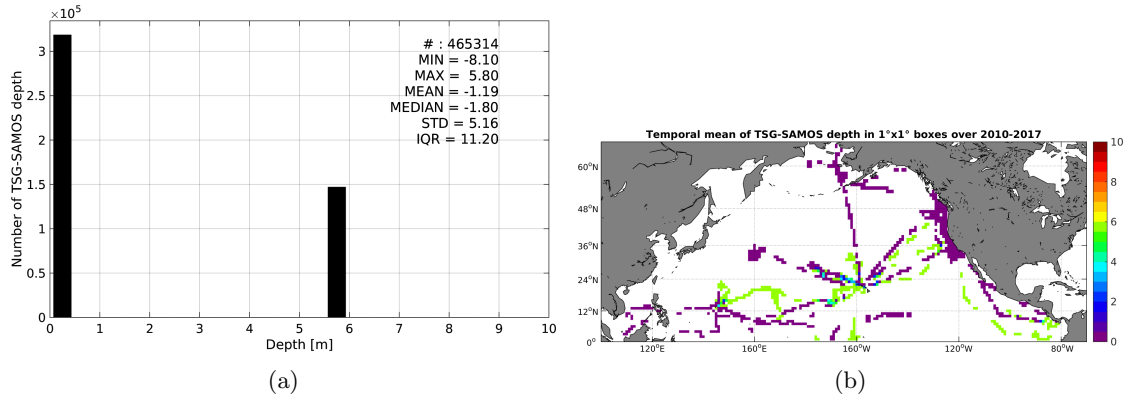 ×10⁵
3
2.5
2
1.5
1
0.5
0
Number of TSG-SAMOS depth
# : 465314
MIN = -8.10
MAX = 5.80
MEAN = -1.19
MEDIAN = -1.80
STD = 5.16
IQR = 11.20
0 1 2 3 4 5 6 7 8 9 10
Depth [m]
(a)
Temporal mean of TSG-SAMOS depth in 1°x1° boxes over 2010-2017
60°N
48°N
36°N
24°N
12°N
0°
120°E 160°E 160°W 120°W 80°W
10
8
6
4
2
0
(b)